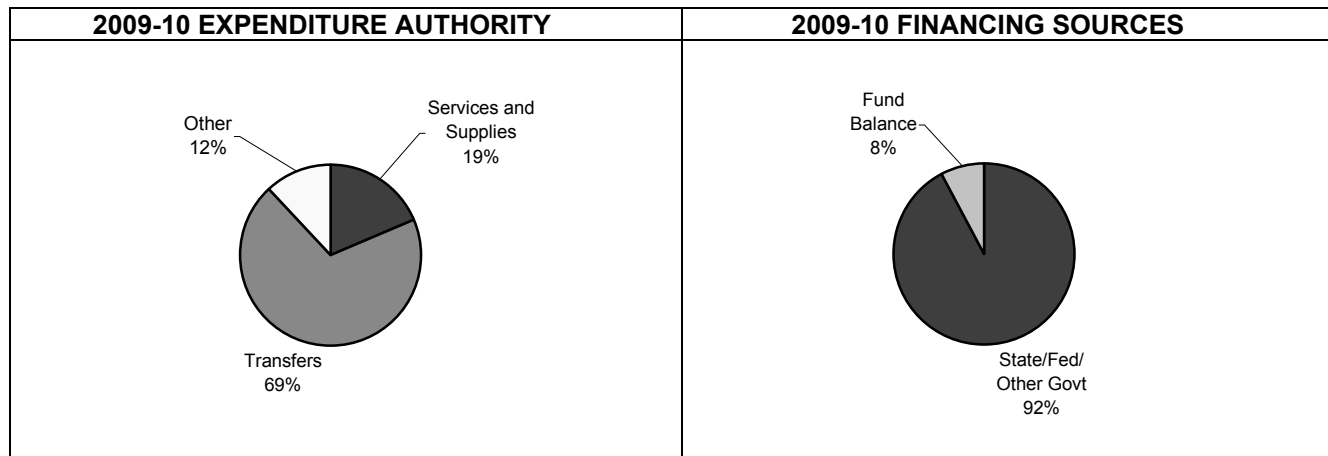 2009-10 EXPENDITURE AUTHORITY
Other
12%
Services and
Supplies
19%
Transfers
69%
2009-10 FINANCING SOURCES
Fund
Balance
8%
State/Fed/
Other Govt
92%